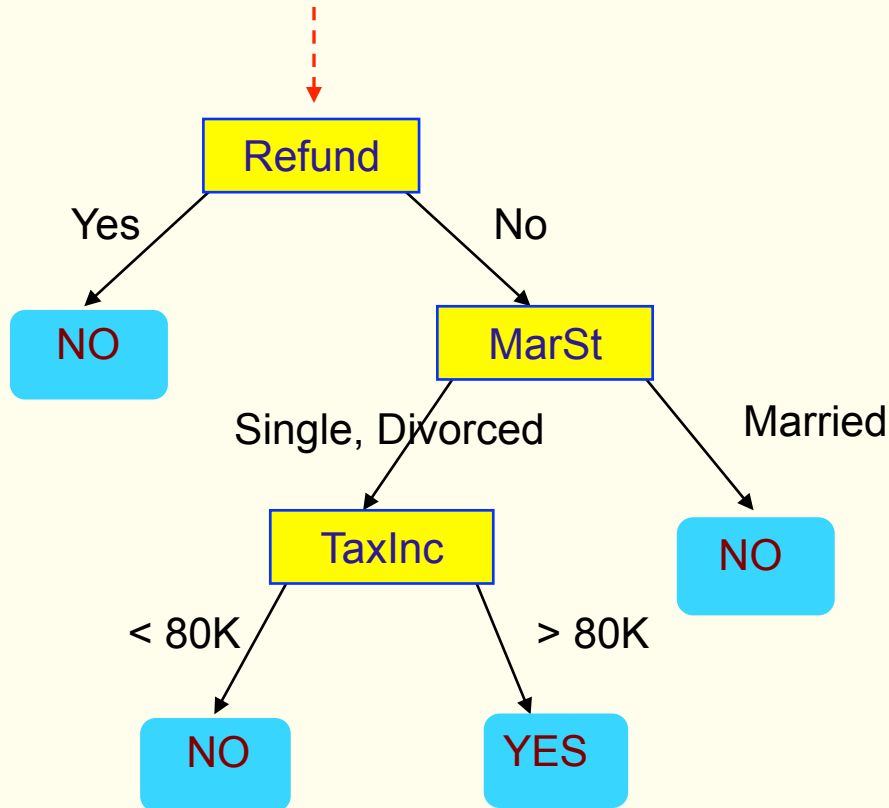 Refund
Yes
No
NO
MarSt
Single, Divorced
Married
TaxInc
NO
< 80K
> 80K
NO
YES